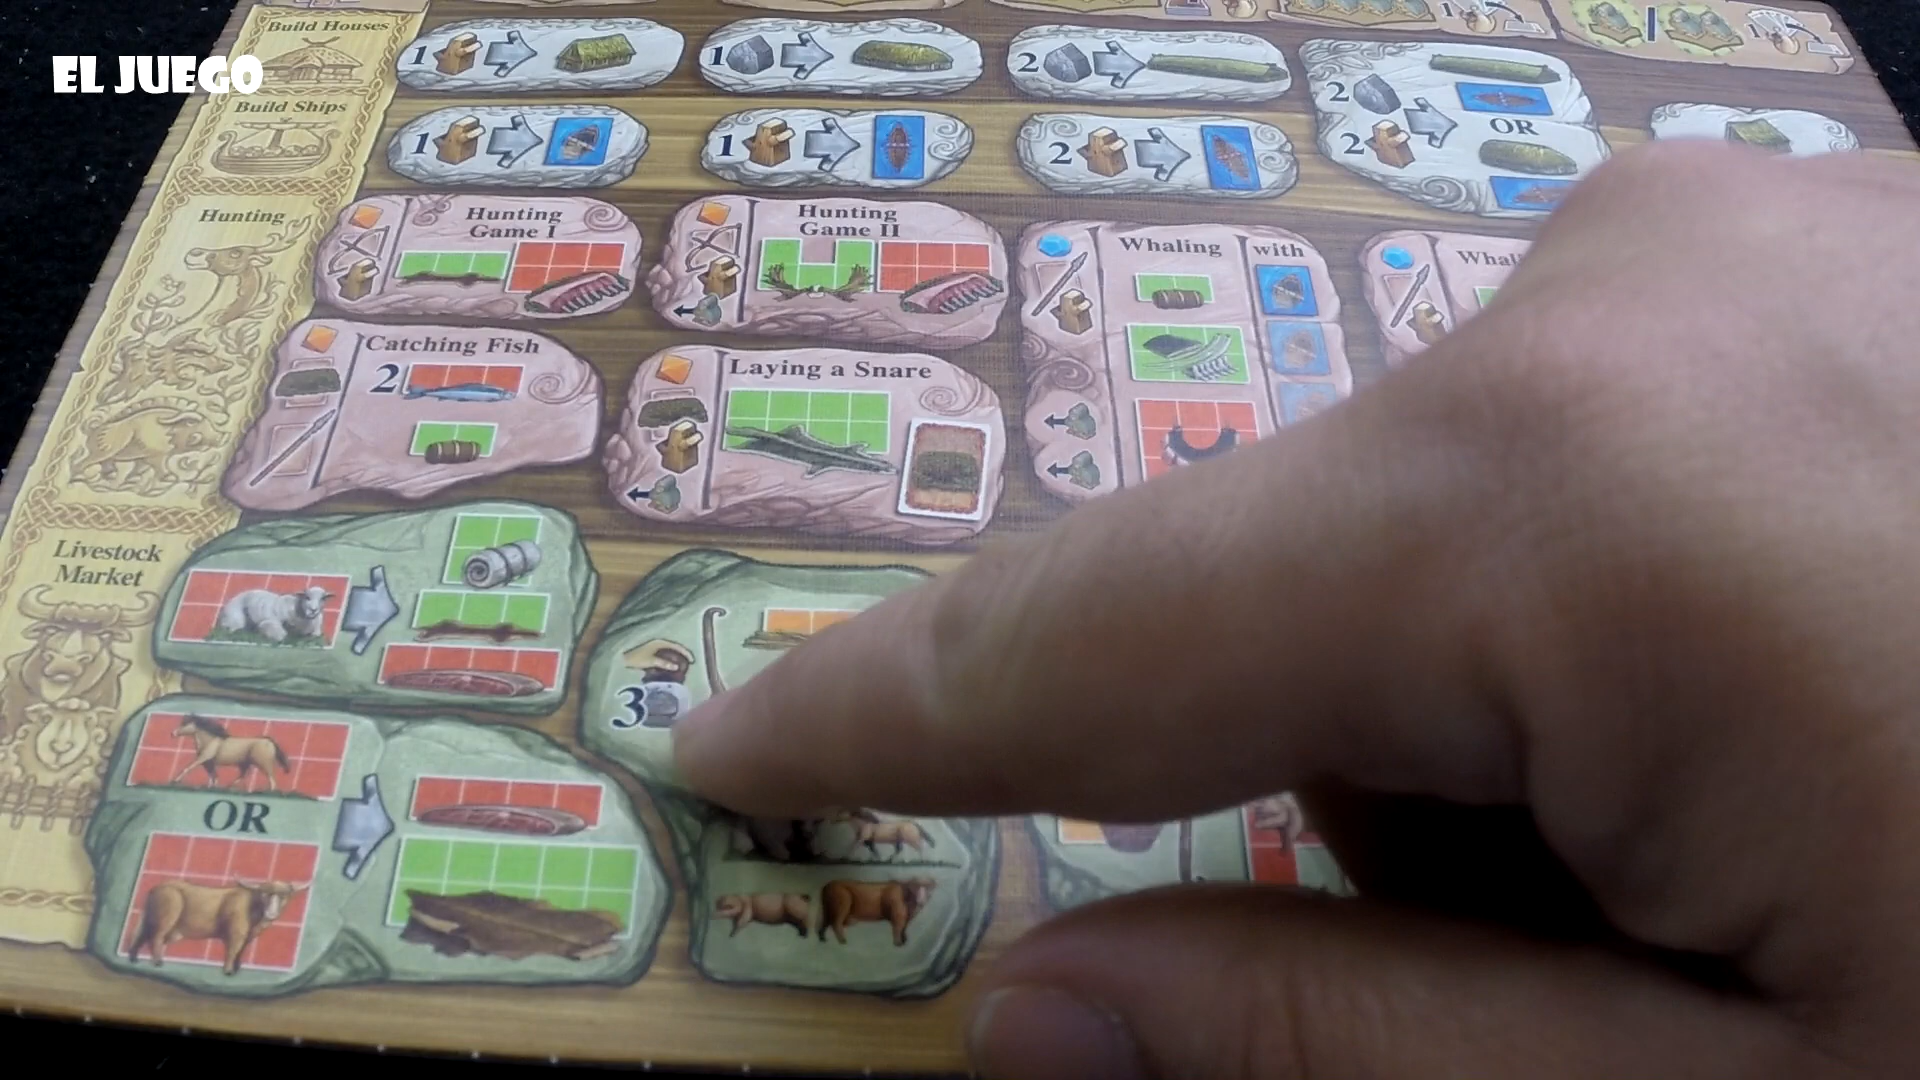 EL JUEGO
Build Houses
1
1
2
2
OR
2
Build Ships
1
1
2
Hunting
Hunting
Game I
Hunting
Game II
Whaling with
Catching Fish
2
Laying a Snare
Livestock
Market
3
OR